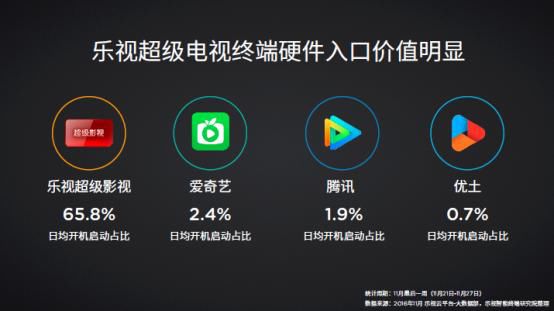 乐视超级电视终端硬件入口价值明显
超级影视
乐视超级影视
爱奇艺
腾讯
优土
65.8%
2.4%
1.9%
0.7%
日均开机启动占比
日均开机启动占比
日均开机启动占比
日均开机启动占比
统计周期：11月最后一周（11月21日-11月27日）
数据来源：2016年11月 乐视云平台-大数据部，乐视智能终端研究院整理